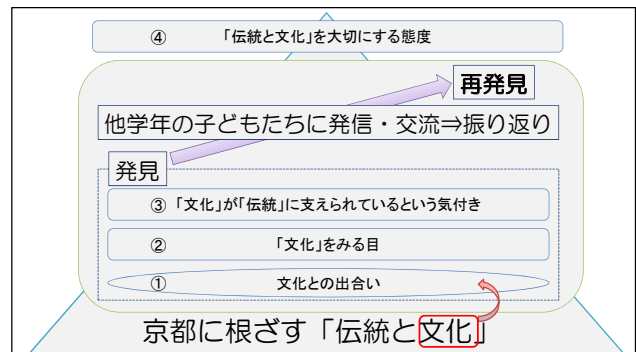 ④ 「伝統と文化」を大切にする態度
再発見
他学年の子どもたちに発信・交流⇒振り返り
発見
③ 「文化」が「伝統」に支えられているという気付き
② 「文化」をみる目
① 文化との出合い
京都に根ざす「伝統と文化」